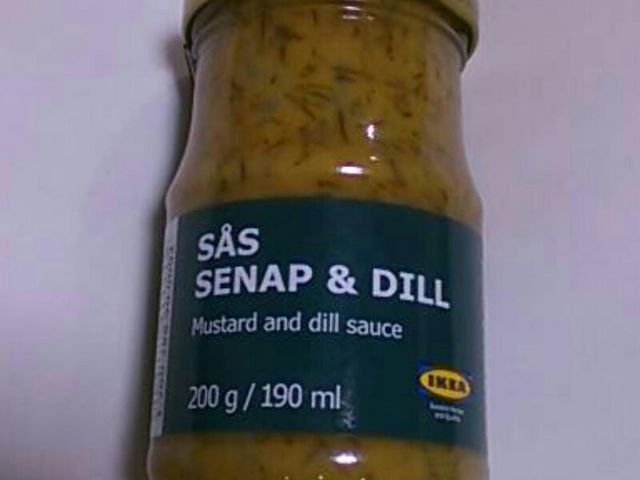 SÅS
SENAP & DILL
Mustard and dill sauce
200 g / 190 ml
IKEA